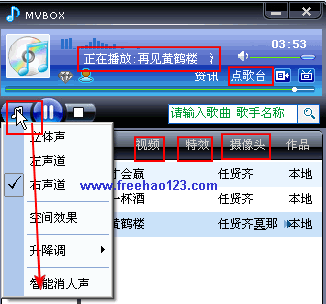 MVBOX
03:53
正在播放:再见黄鹤楼
资讯 点歌台
请输入歌曲 歌手名称
视频 特效 摄像头 作品
立体声
左声道
右声道
空间效果
升降调
智能消人声
才会赢 任贤齐 本地
一杯酒 任贤齐 本地
黄鹤楼 任贤齐莫那 本地
www.freehao123.com